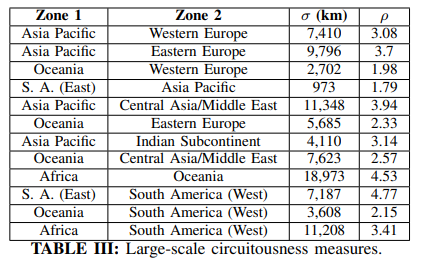 Zone 1 Zone 2 σ (km) ρ
Asia Pacific Western Europe 7,410 3.08
Asia Pacific Eastern Europe 9,796 3.7
Oceania Western Europe 2,702 1.98
S. A. (East) Asia Pacific 973 1.79
Asia Pacific Central Asia/Middle East 11,348 3.94
Oceania Eastern Europe 5,685 2.33
Asia Pacific Indian Subcontinent 4,110 3.14
Oceania Central Asia/Middle East 7,623 2.57
Africa Oceania 18,973 4.53
S. A. (East) South America (West) 7,187 4.77
Oceania South America (West) 3,608 2.15
Africa South America (West) 11,208 3.41
TABLE III: Large-scale circuitousness measures.